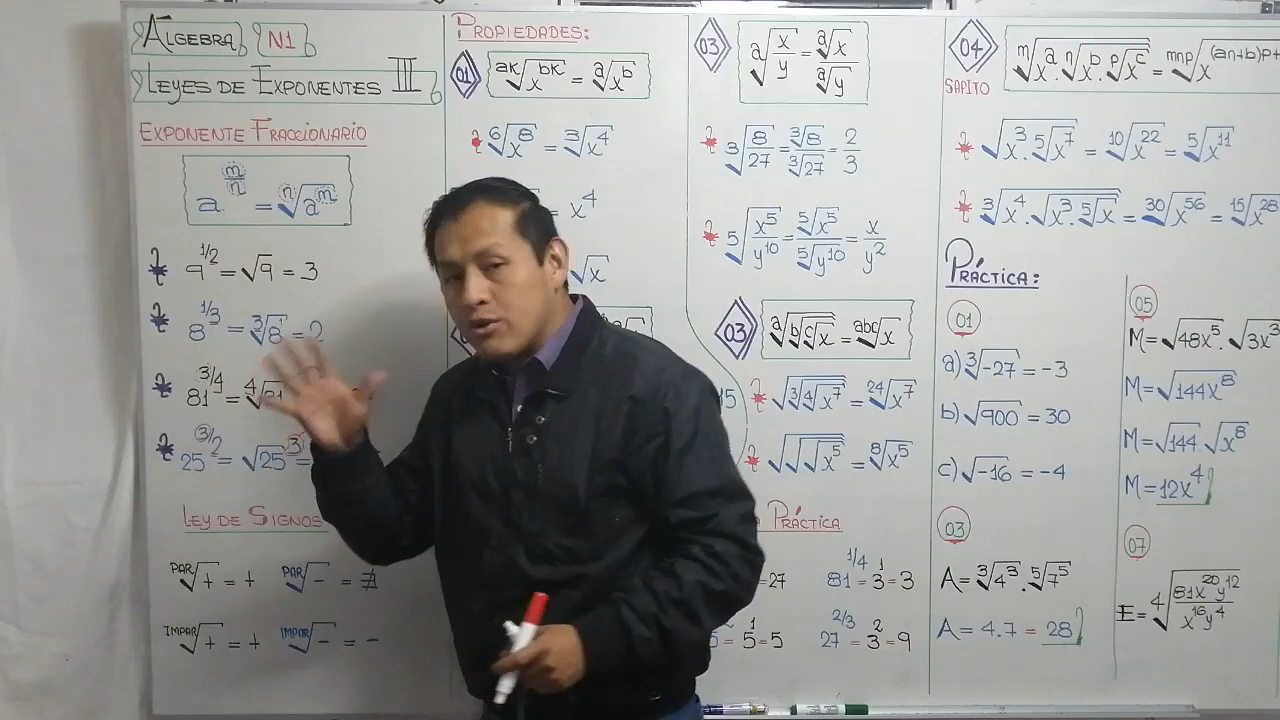 ÁLGEBRA N1
LEYES DE EXPONENTES III
EXPONENTE FRACCIONARIO
a^(m/n) = ⁿ√(a^m)
9^(1/2) = √9 = 3
8^(1/3) = ³√8 = 2
81^(3/4) = ⁴√
25^(3/2) = √25^3 =
LEY DE SIGNOS
PAR√+ = + PAR√- = ∄
IMPAR√+ = + IMPAR√- = -
PROPIEDADES:
01 ᵃᵏ√(x^(bk)) = ᵃ√(x^b)
⁶√(x^8) = ³√(x^4)
= x^4
√x
03 ᵃ√(x/y) = ᵃ√x / ᵃ√y
³√(8/27) = ³√8 / ³√27 = 2/3
⁵√(x^5/y^10) = ⁵√(x^5) / ⁵√(y^10) = x/y^2
03 ᵃ√(ᵇ√(ᶜ√x)) = ᵃᵇᶜ√x
15
√(³√(⁴√(x^7))) = ²⁴√(x^7)
√(√(√(x^5))) = ⁸√(x^5)
PRÁCTICA
=27 81^(1/4) = 3^1 = 3
= 5^1 = 5 27^(2/3) = 3^2 = 9
04 ᵐ√(x^a · ⁿ√(x^b · ᵖ√(x^c))) = ᵐⁿᵖ√(x^((an+b)p+
SAPITO
√(x^3 · ⁵√(x^7)) = ¹⁰√(x^22) = ⁵√(x^11)
³√(x^4 · √(x^3 · ⁵√x)) = ³⁰√(x^56) = ¹⁵√(x^28)
PRÁCTICA:
01
a) ³√-27 = -3
b) √900 = 30
c) √-16 = -4
03
A = ³√(4^3) · ⁵√(7^5)
A = 4.7 = 28
05
M = √(48x^5) · √(3x^3)
M = √(144x^8)
M = √144 · √(x^8)
M = 12x^4
07
E = ⁴√(81x^20y^12 / x^16y^4)